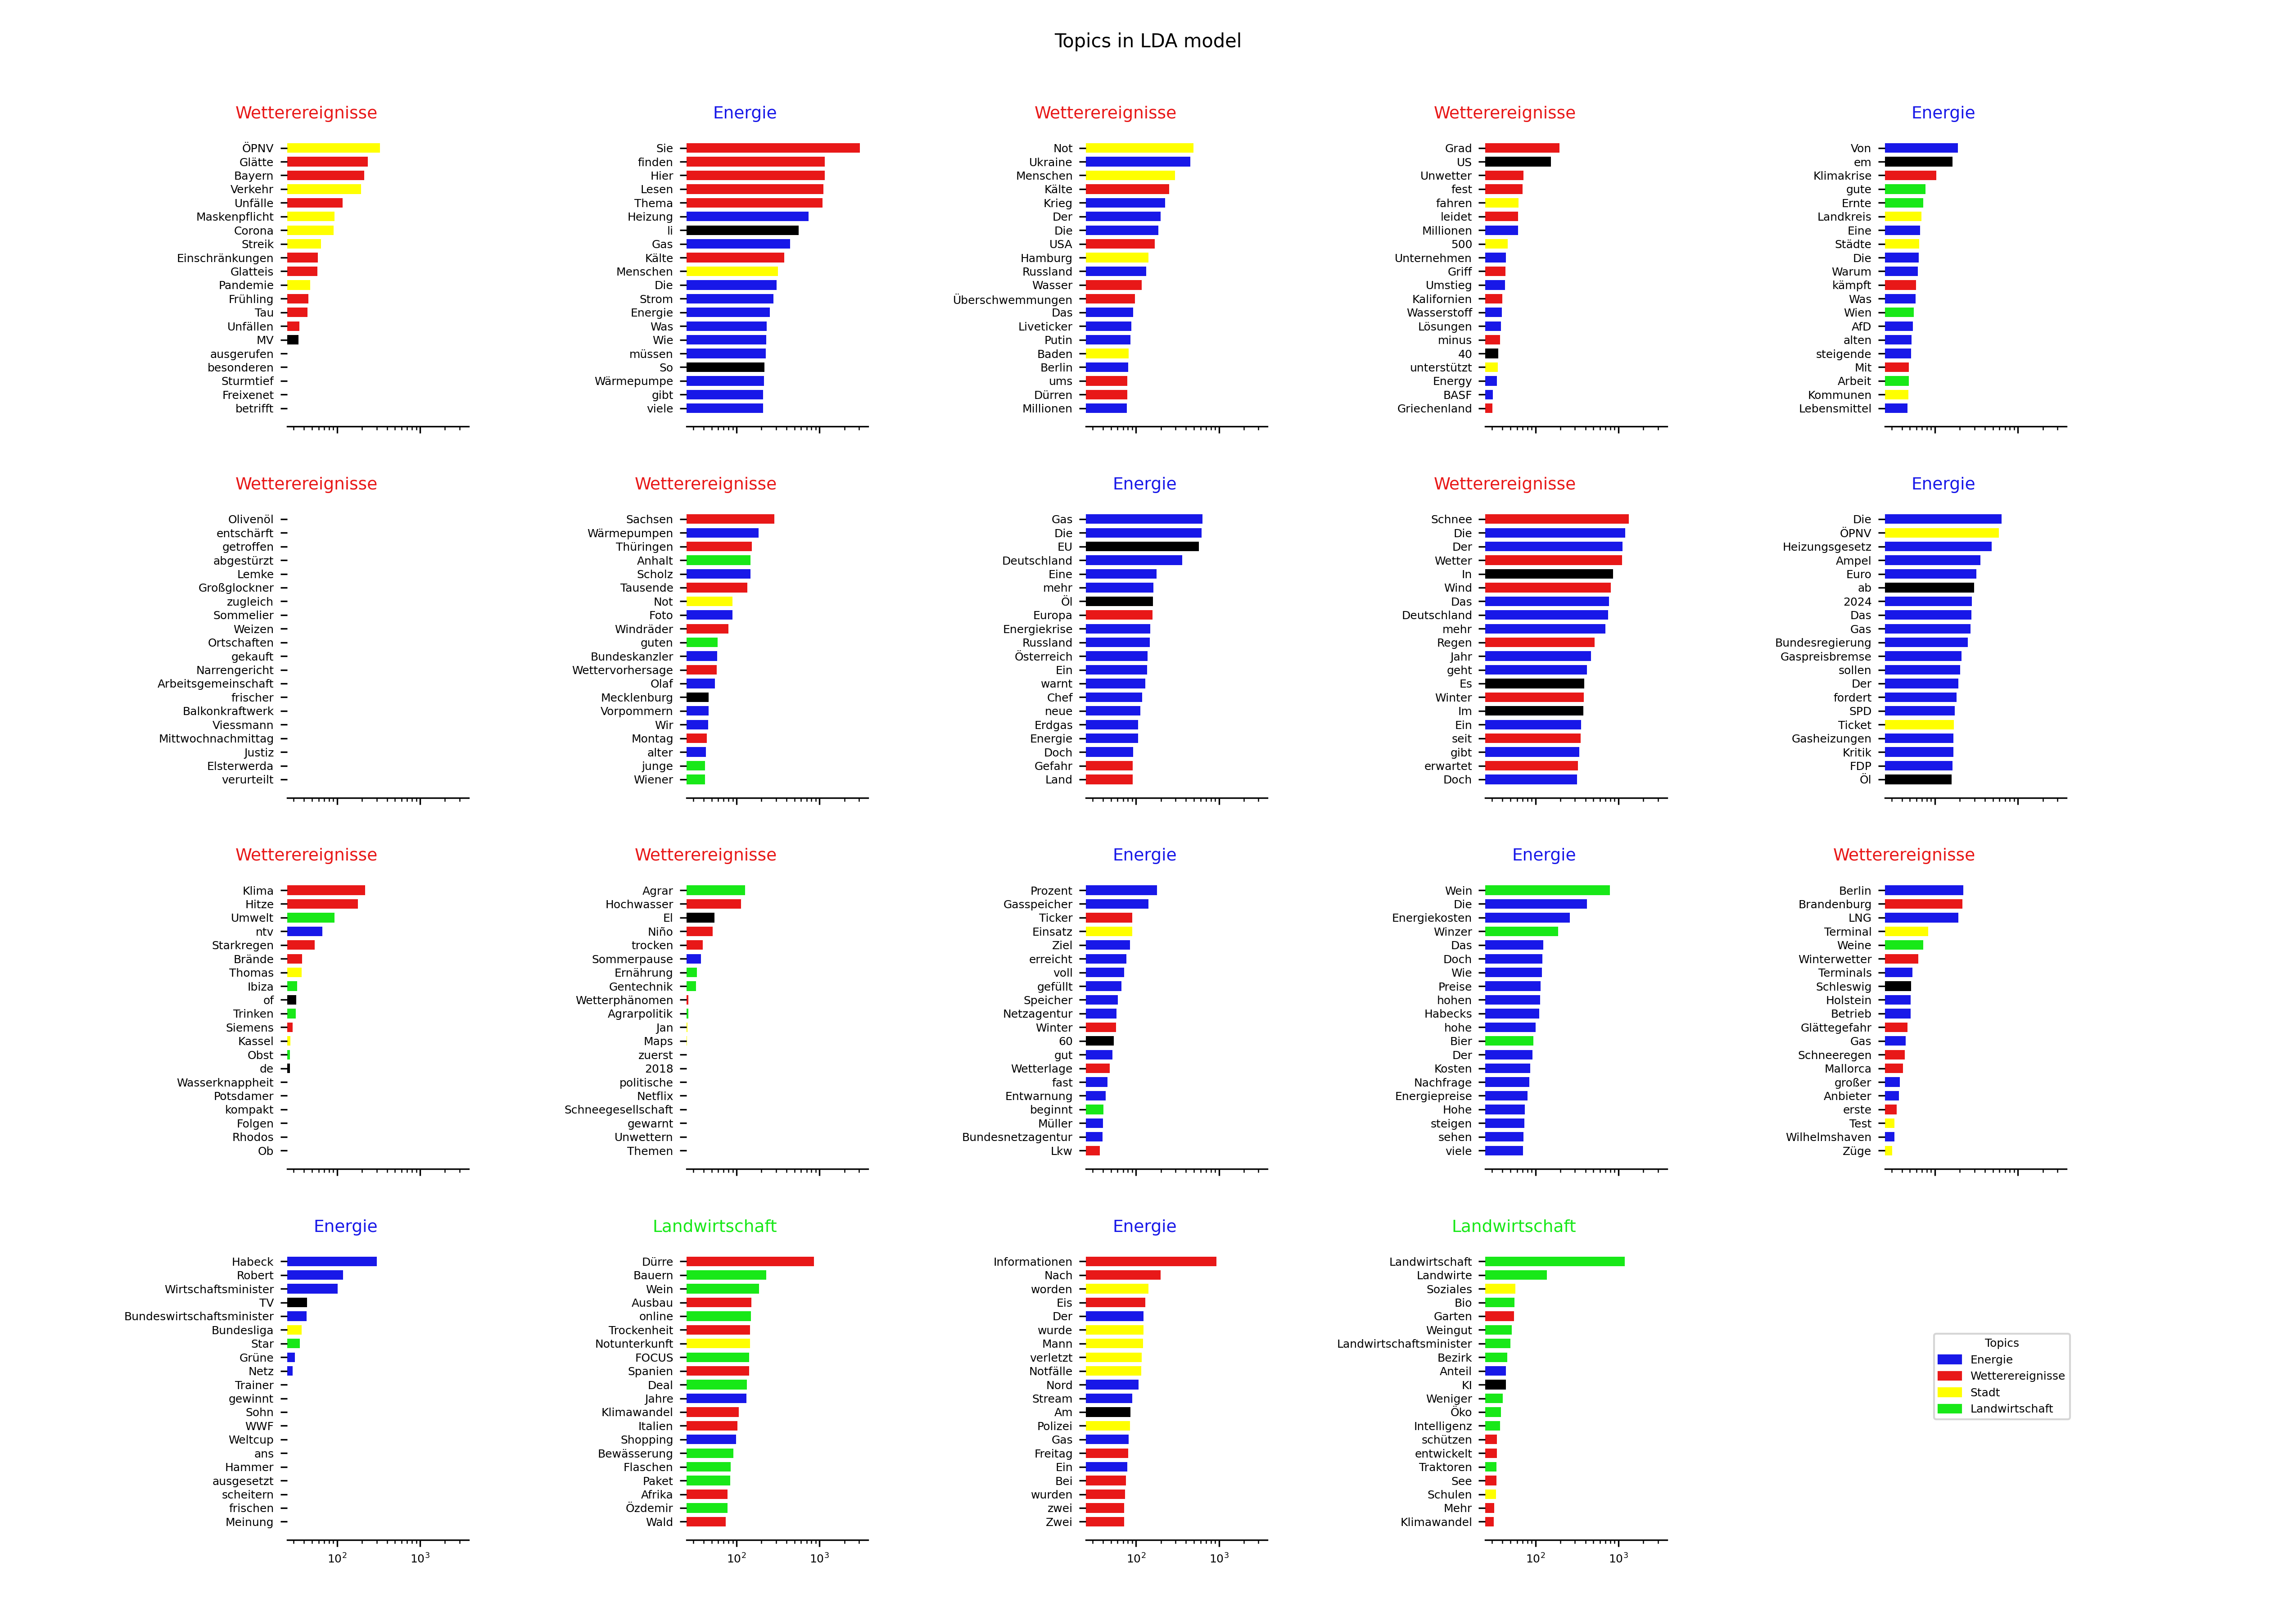 Topics in LDA model
Wetterereignisse
ÖPNV
Glätte
Bayern
Verkehr
Unfälle
Maskenpflicht
Corona
Streik
Einschränkungen
Glatteis
Pandemie
Frühling
Tau
Unfällen
MV
ausgerufen
besonderen
Sturmtief
Freixenet
betrifft
Energie
Sie
finden
Hier
Lesen
Thema
Heizung
li
Gas
Kälte
Menschen
Die
Strom
Energie
Was
Wie
müssen
So
Wärmepumpe
gibt
viele
Wetterereignisse
Not
Ukraine
Menschen
Kälte
Krieg
Der
Die
USA
Hamburg
Russland
Wasser
Überschwemmungen
Das
Liveticker
Putin
Baden
Berlin
ums
Dürren
Millionen
Wetterereignisse
Grad
US
Unwetter
fest
fahren
leidet
Millionen
500
Unternehmen
Griff
Umstieg
Kalifornien
Wasserstoff
Lösungen
minus
40
unterstützt
Energy
BASF
Griechenland
Energie
Von
em
Klimakrise
gute
Ernte
Landkreis
Eine
Städte
Die
Warum
kämpft
Was
Wien
AfD
alten
steigende
Mit
Arbeit
Kommunen
Lebensmittel
Wetterereignisse
Olivenöl
entschärft
getroffen
abgestürzt
Lemke
Großglockner
zugleich
Sommelier
Weizen
Ortschaften
gekauft
Narrengericht
Arbeitsgemeinschaft
frischer
Balkonkraftwerk
Viessmann
Mittwochnachmittag
Justiz
Elsterwerda
verurteilt
Wetterereignisse
Sachsen
Wärmepumpen
Thüringen
Anhalt
Scholz
Tausende
Not
Foto
Windräder
guten
Bundeskanzler
Wettervorhersage
Olaf
Mecklenburg
Vorpommern
Wir
Montag
alter
junge
Wiener
Energie
Gas
Die
EU
Deutschland
Eine
mehr
Öl
Europa
Energiekrise
Russland
Österreich
Ein
warnt
Chef
neue
Erdgas
Energie
Doch
Gefahr
Land
Wetterereignisse
Schnee
Die
Der
Wetter
In
Wind
Das
Deutschland
mehr
Regen
Jahr
geht
Es
Winter
Im
Ein
seit
gibt
erwartet
Doch
Energie
Die
ÖPNV
Heizungsgesetz
Ampel
Euro
ab
2024
Das
Gas
Bundesregierung
Gaspreisbremse
sollen
Der
fordert
SPD
Ticket
Gasheizungen
Kritik
FDP
Öl
Wetterereignisse
Klima
Hitze
Umwelt
ntv
Starkregen
Brände
Thomas
Ibiza
of
Trinken
Siemens
Kassel
Obst
de
Wasserknappheit
Potsdamer
kompakt
Folgen
Rhodos
Ob
Wetterereignisse
Agrar
Hochwasser
El
Niño
trocken
Sommerpause
Ernährung
Gentechnik
Wetterphänomen
Agrarpolitik
Jan
Maps
zuerst
2018
politische
Netflix
Schneegesellschaft
gewarnt
Unwettern
Themen
Energie
Prozent
Gasspeicher
Ticker
Einsatz
Ziel
erreicht
voll
gefüllt
Speicher
Netzagentur
Winter
60
gut
Wetterlage
fast
Entwarnung
beginnt
Müller
Bundesnetzagentur
Lkw
Energie
Wein
Die
Energiekosten
Winzer
Das
Doch
Wie
Preise
hohen
Habecks
hohe
Bier
Der
Kosten
Nachfrage
Energiepreise
Hohe
steigen
sehen
viele
Wetterereignisse
Berlin
Brandenburg
LNG
Terminal
Weine
Winterwetter
Terminals
Schleswig
Holstein
Betrieb
Glättegefahr
Gas
Schneeregen
Mallorca
großer
Anbieter
erste
Test
Wilhelmshaven
Züge
Energie
Habeck
Robert
Wirtschaftsminister
TV
Bundeswirtschaftsminister
Bundesliga
Star
Grüne
Netz
Trainer
gewinnt
Sohn
WWF
Weltcup
ans
Hammer
ausgesetzt
scheitern
frischen
Meinung
10² 10³
Landwirtschaft
Dürre
Bauern
Wein
Ausbau
online
Trockenheit
Notunterkunft
FOCUS
Spanien
Deal
Jahre
Klimawandel
Italien
Shopping
Bewässerung
Flaschen
Paket
Afrika
Özdemir
Wald
10² 10³
Energie
Informationen
Nach
worden
Eis
Der
wurde
Mann
verletzt
Notfälle
Nord
Stream
Am
Polizei
Gas
Freitag
Ein
Bei
wurden
zwei
Zwei
10² 10³
Landwirtschaft
Landwirtschaft
Landwirte
Soziales
Bio
Garten
Weingut
Landwirtschaftsminister
Bezirk
Anteil
KI
Weniger
Öko
Intelligenz
schützen
entwickelt
Traktoren
See
Schulen
Mehr
Klimawandel
10² 10³
Topics
Energie
Wetterereignisse
Stadt
Landwirtschaft